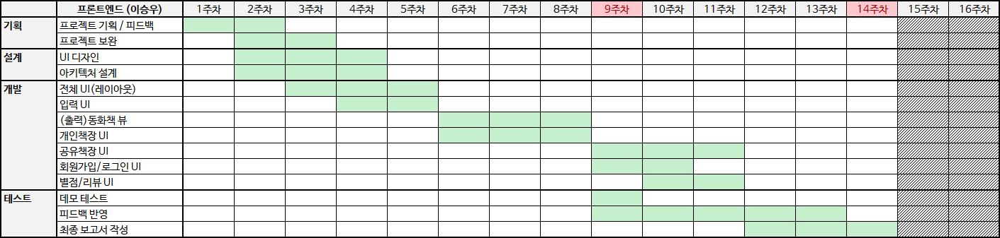 프론트엔드 (이승우) 1주차 2주차 3주차 4주차 5주차 6주차 7주차 8주차 9주차 10주차 11주차 12주차 13주차 14주차 15주차 16주차
기획 프로젝트 기획 / 피드백
프로젝트 보완
설계 UI 디자인
아키텍처 설계
개발 전체 UI (레이아웃)
입력 UI
(출력) 동화책 뷰
개인책장 UI
공유책장 UI
회원가입/로그인 UI
별점/리뷰 UI
테스트 데모 테스트
피드백 반영
최종 보고서 작성